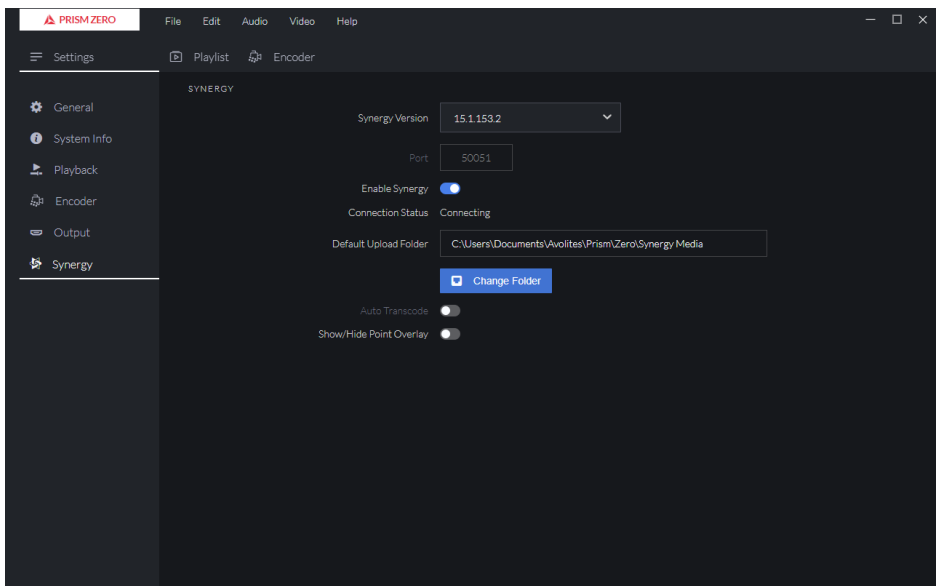 PRISM ZERO File Edit Audio Video Help
Settings Playlist Encoder
SYNERGY
General
Synergy Version 15.1.153.2
System Info
Port 50051
Playback
Enable Synergy
Encoder
Connection Status Connecting
Output
Default Upload Folder C:\Users\Documents\Avolites\Prism\Zero\Synergy Media
Synergy
Change Folder
Auto Transcode
Show/Hide Point Overlay